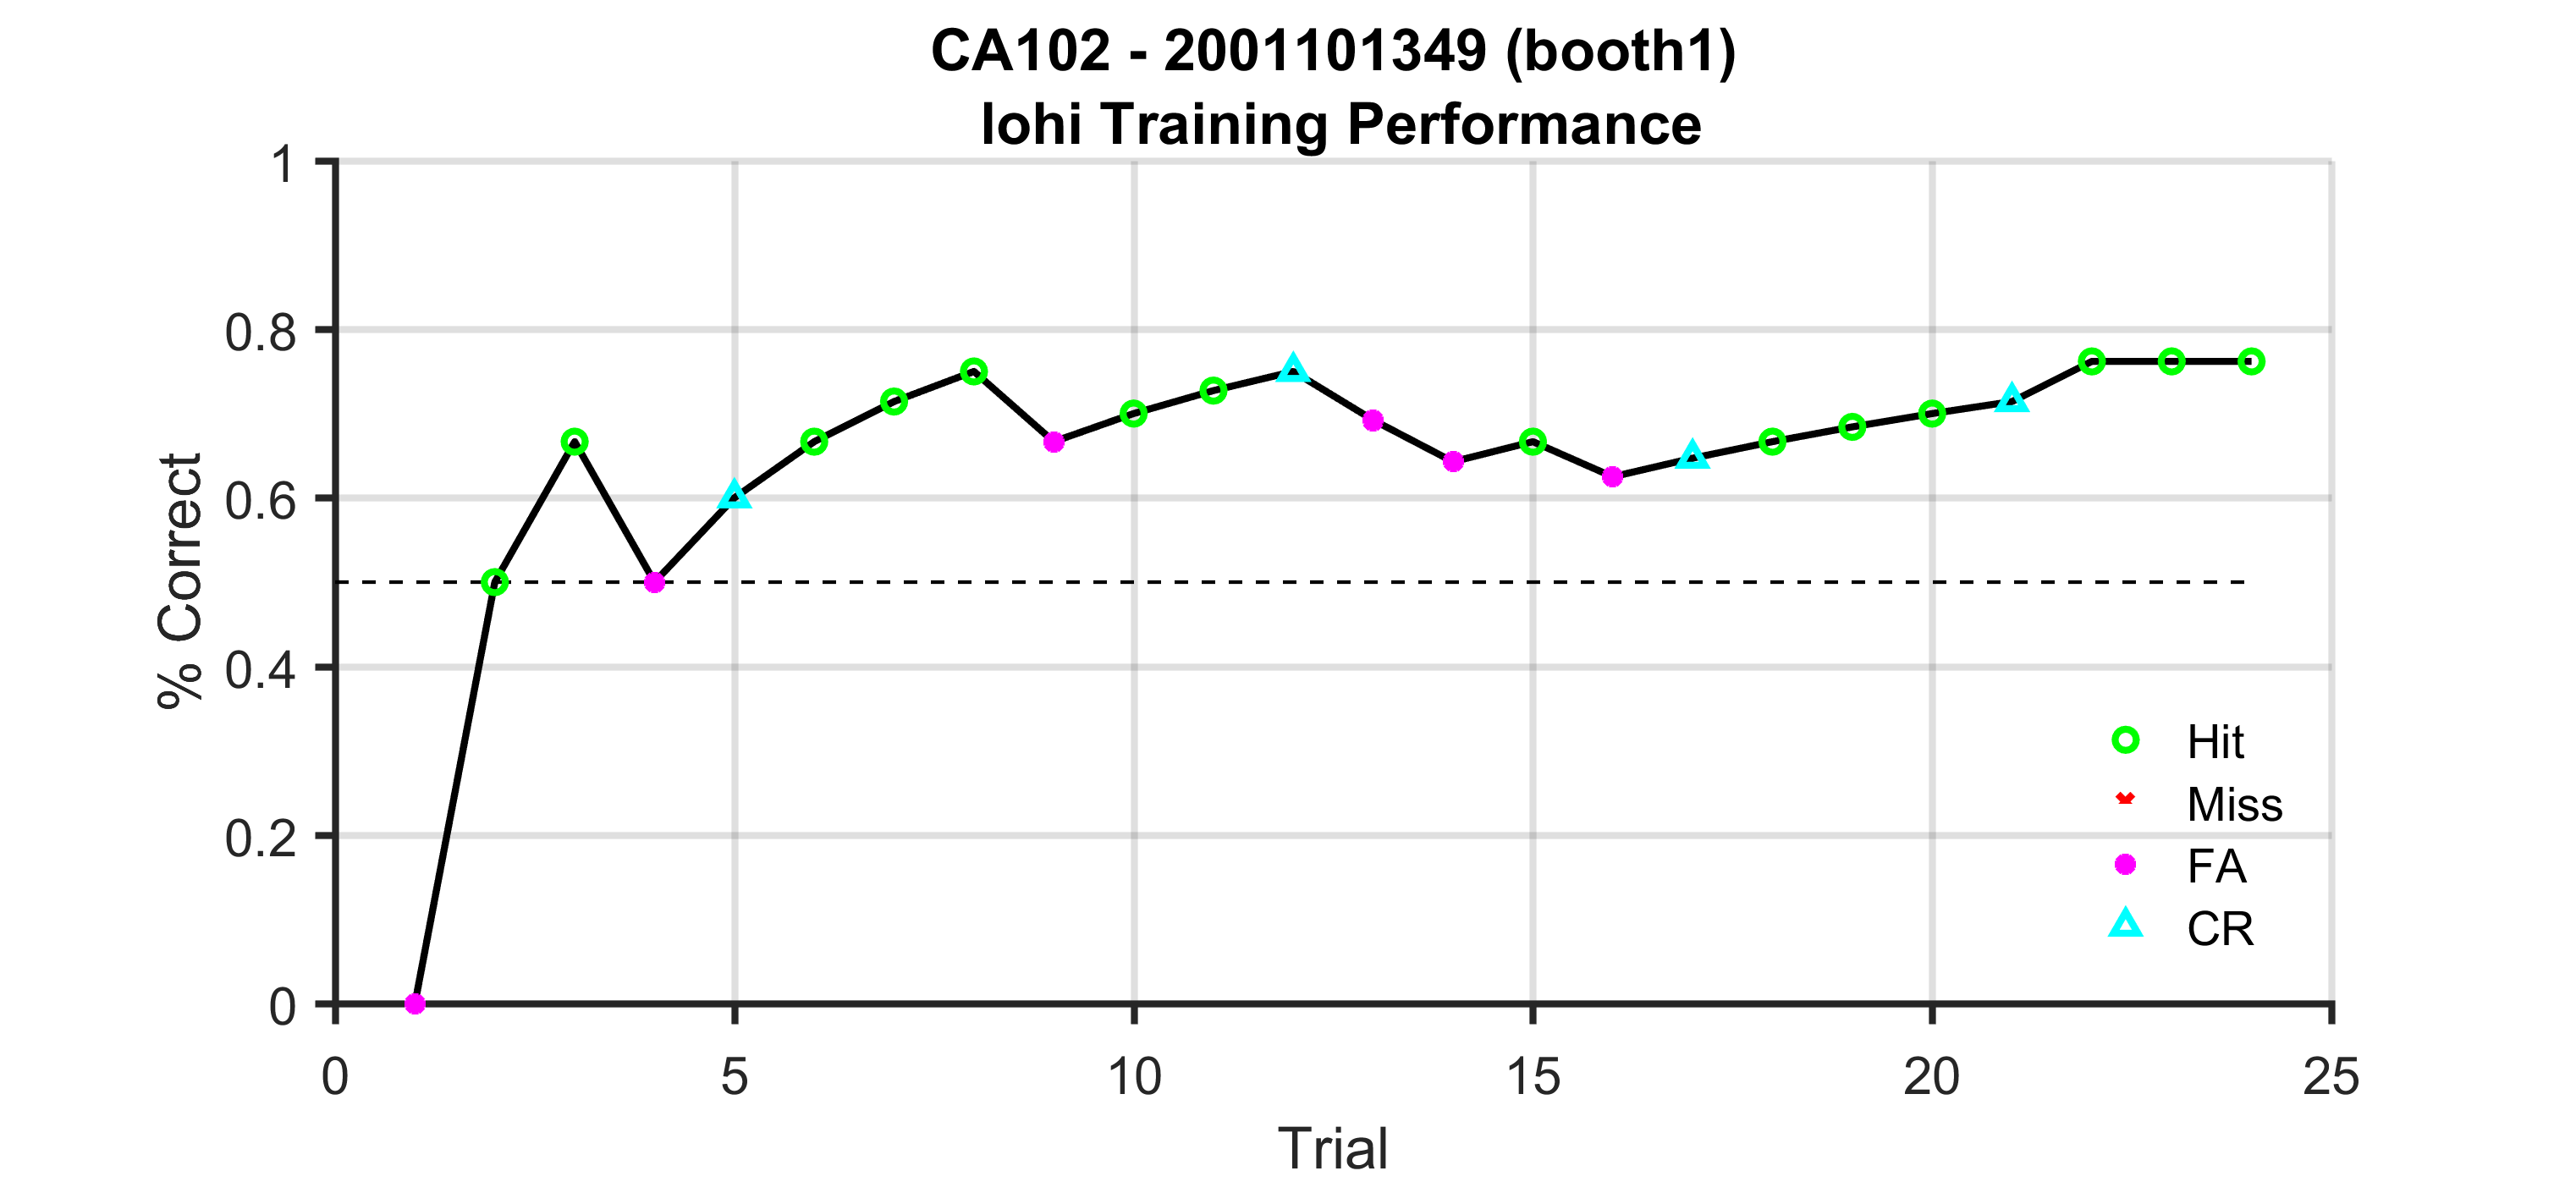 CA102 - 2001101349 (booth1)
lohi Training Performance
1
0.8
0.6
0.4
0.2
0
% Correct
0 5 10 15 20 25
Trial
Hit
Miss
FA
CR